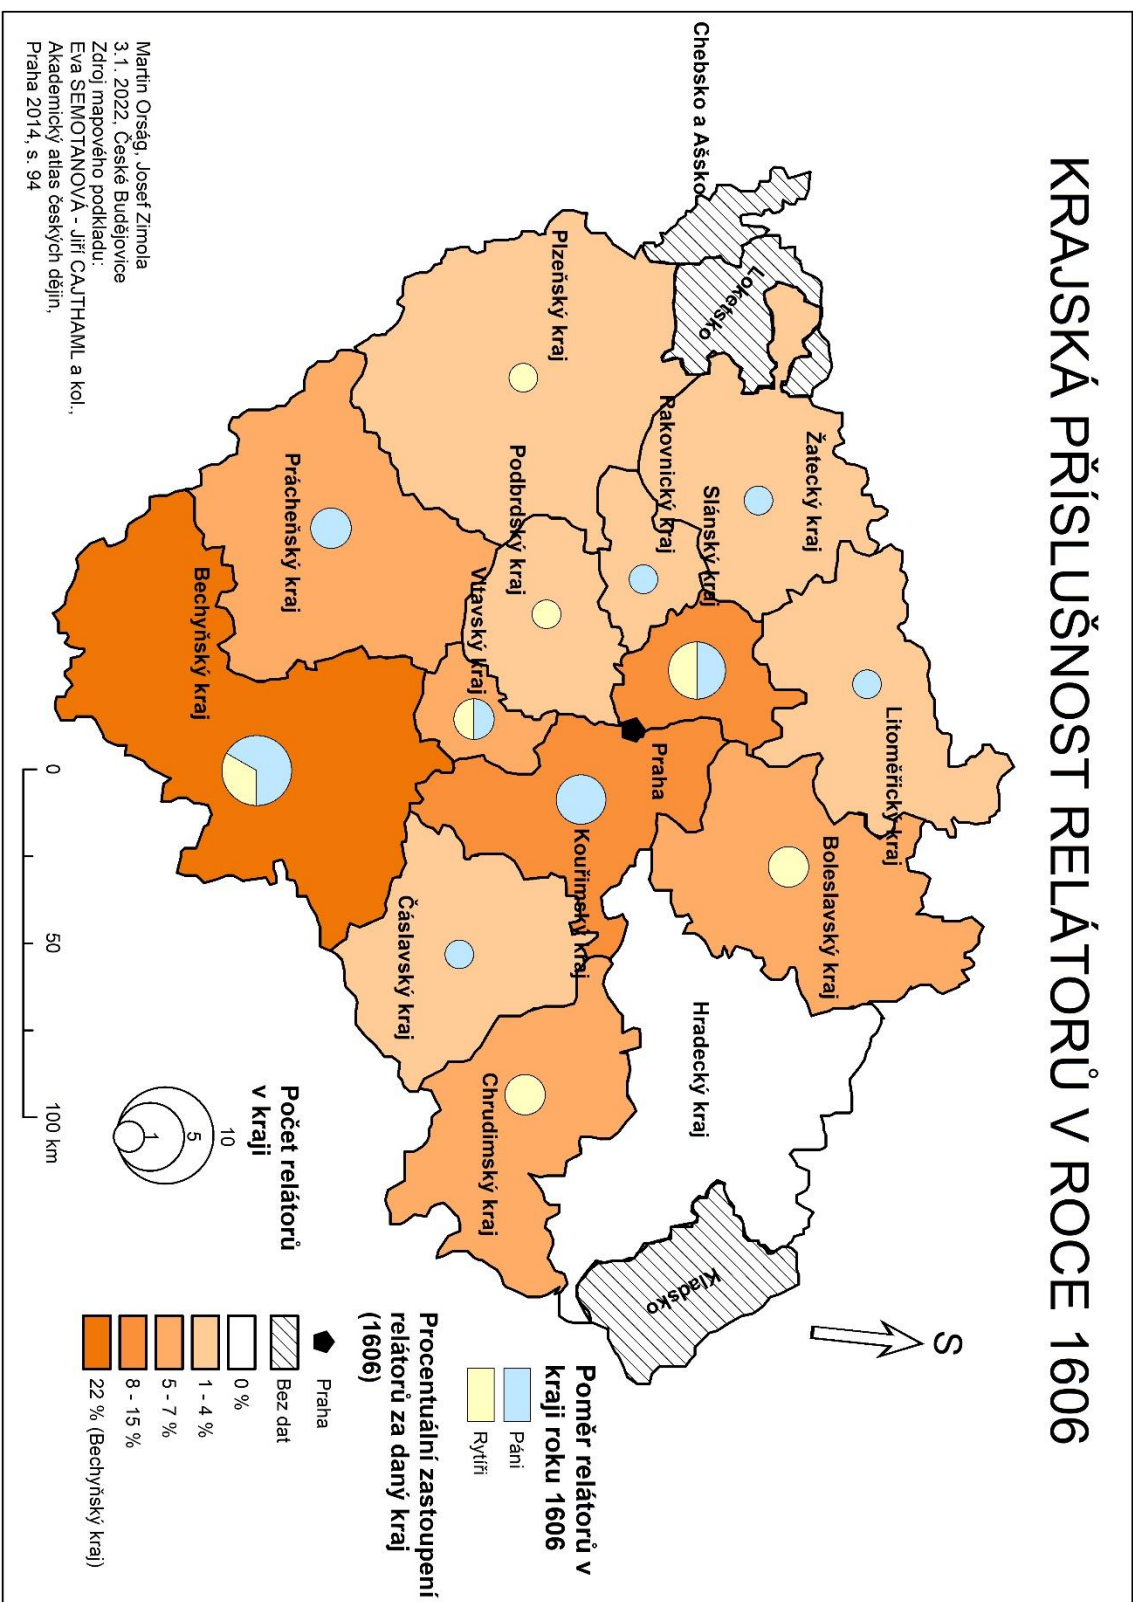 KRAJSKÁ PŘÍSLUŠNOST RELÁTORŮ V ROCE 1606
S
Chebsko a Ašsko
Loketsko
Žatecký kraj
Litoměřický kraj
Boleslavský kraj
Slánský kraj
Rakovnický kraj
Plzeňský kraj
Podbrdský kraj
Praha
Hradecký kraj
Kladsko
Kouřimský kraj
Vltavský kraj
Prácheňský kraj
Bechyňský kraj
Čáslavský kraj
Chrudimský kraj
Martin Orság, Josef Zimola
3.1. 2022, České Budějovice
Zdroj mapového podkladu:
Eva SEMOTANOVÁ - Jiří CAJTHAML a kol.,
Akademický atlas českých dějin,
Praha 2014, s. 94
0
50
100 km
Počet relátorů
v kraji
1
5
10
Poměr relátorů v
kraji roku 1606
Páni
Rytíři
Procentuální zastoupení
relátorů za daný kraj
(1606)
Praha
Bez dat
0 %
1 - 4 %
5 - 7 %
8 - 15 %
22 % (Bechyňský kraj)